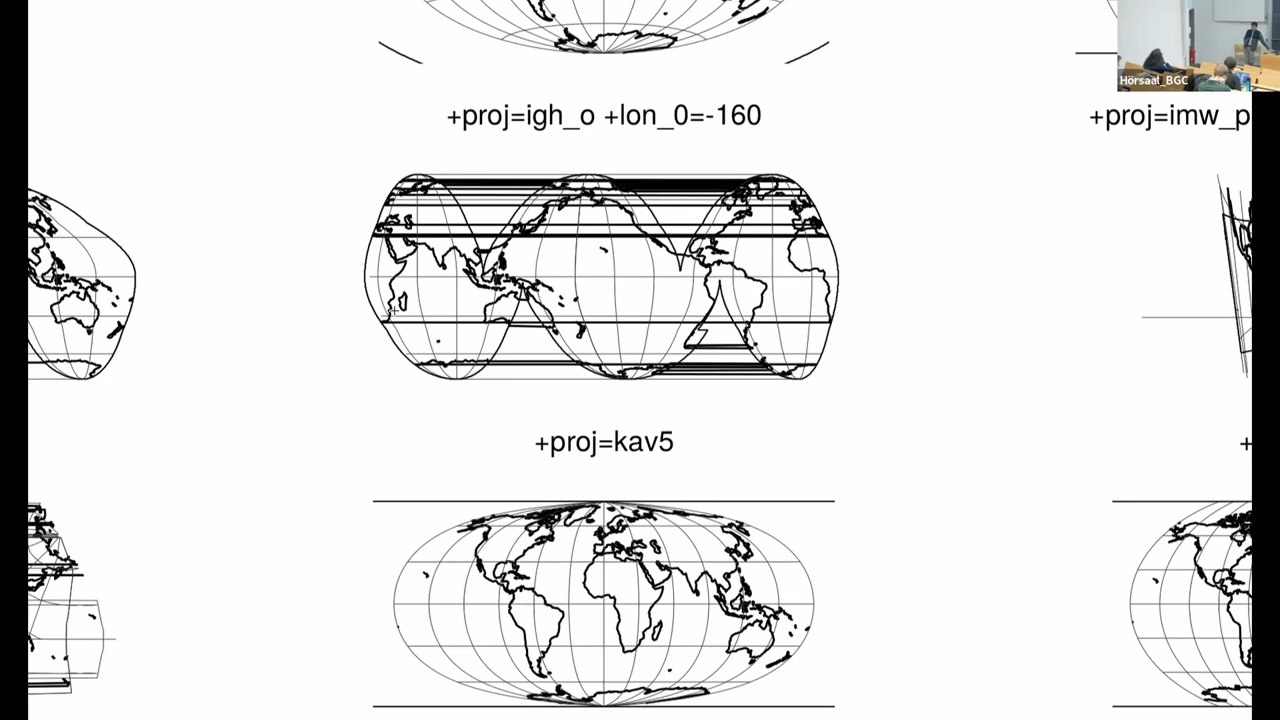 Hörsaal_BGC
+proj=igh_o +lon_0=-160
+proj=imw_p
+proj=kav5
+